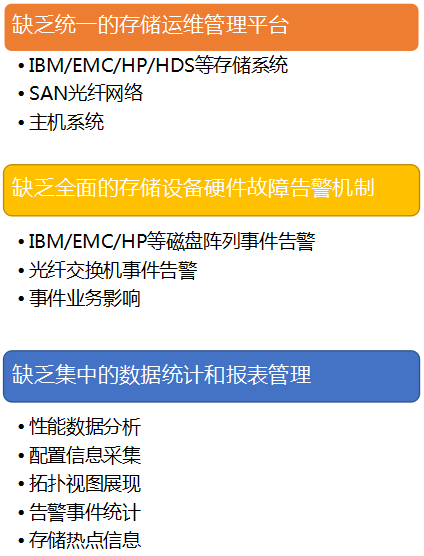 缺乏统一的存储运维管理平台
• IBM/EMC/HP/HDS等存储系统
• SAN光纤网络
• 主机系统
缺乏全面的存储设备硬件故障告警机制
• IBM/EMC/HP等磁盘阵列事件告警
• 光纤交换机事件告警
• 事件业务影响
缺乏集中的数据统计和报表管理
• 性能数据分析
• 配置信息采集
• 拓扑视图展现
• 告警事件统计
• 存储热点信息